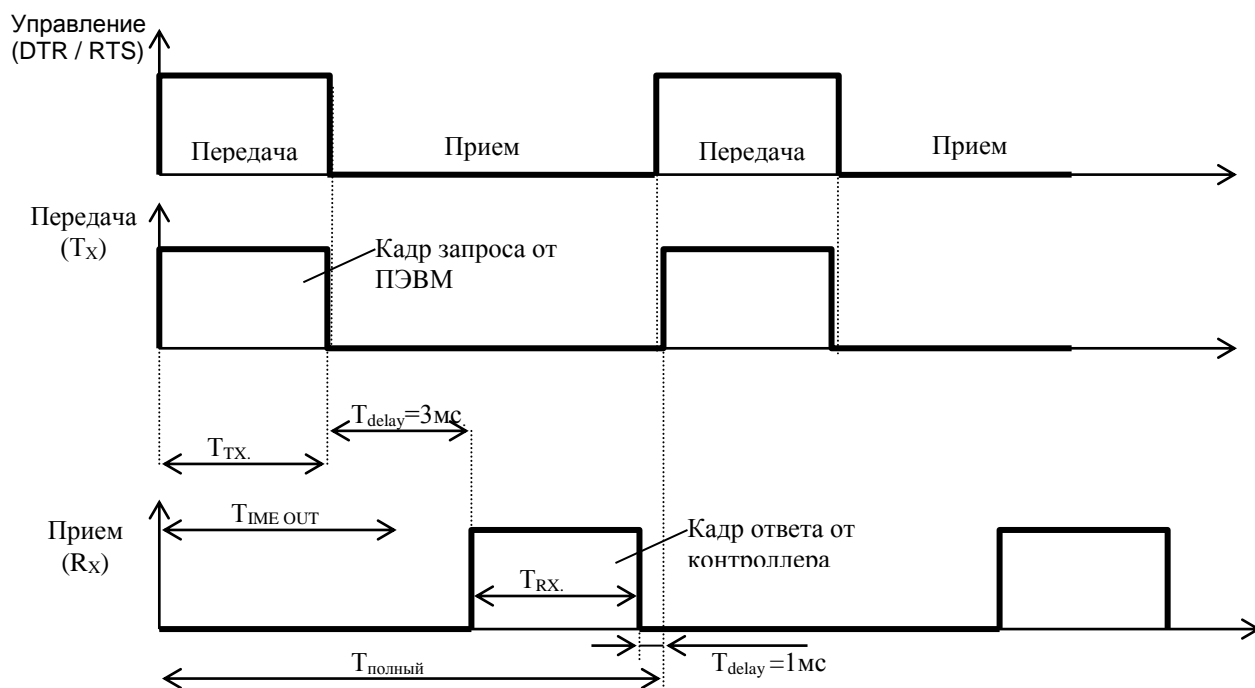 Управление
(DTR / RTS)
Передача
Прием
Передача
Прием
Передача
(TX)
Кадр запроса от
ПЭВМ
Tdelay=3мс
TTX.
Прием
(RX)
TIME OUT
Кадр ответа от
контроллера
TRX.
Tполный
Tdelay =1мс